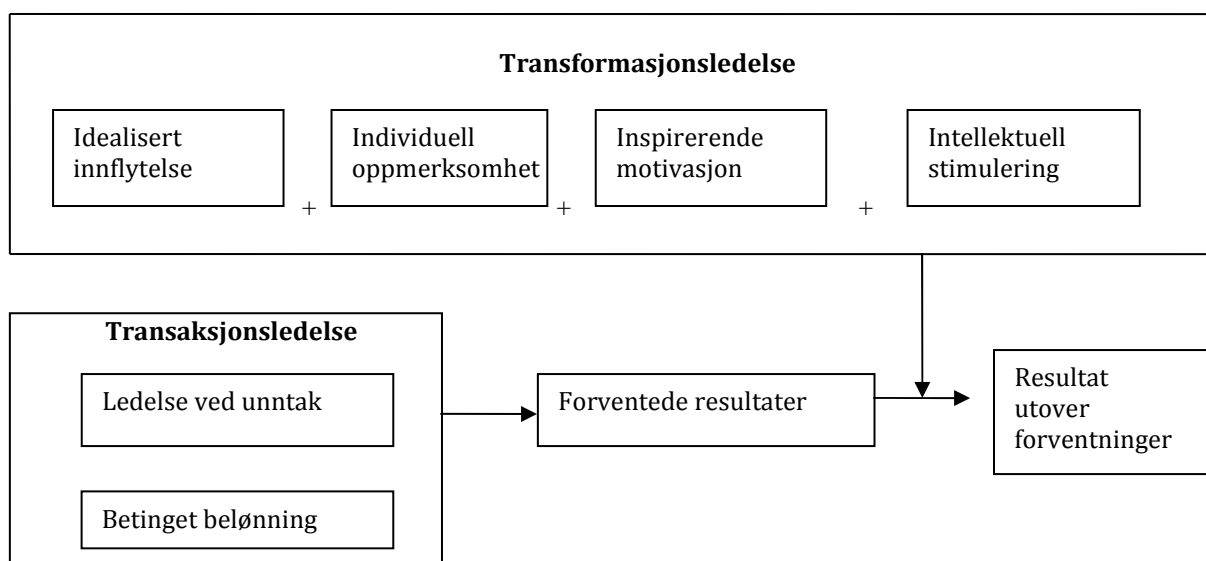 Transformasjonsledelse
Idealisert
innflytelse
+
Individuell
oppmerksomhet
+
Inspirerende
motivasjon
+
Intellektuell
stimulering
Transaksjonsledelse
Ledelse ved unntak
Betinget belønning
Forventede resultater
Resultat
utover
forventninger